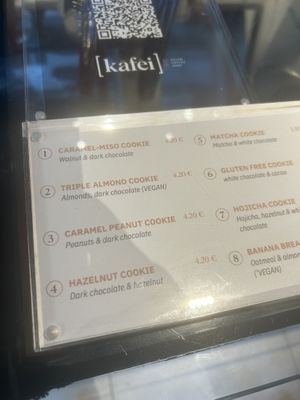 [kafei]
1 CARAMEL-MISO COOKIE 4.20 €
Walnut & dark chocolate
2 TRIPLE ALMOND COOKIE 4.20 €
Almonds, dark chocolate (VEGAN)
3 CARAMEL PEANUT COOKIE 4.20 €
Peanuts & dark chocolate
4 HAZELNUT COOKIE 4.20 €
Dark chocolate & hazelnut
5 MATCHA COOKIE
Matcha & white chocolate
6 GLUTEN FREE COOKIE
white chocolate & cacao
7 HOJICHA COOKIE
Hojicha, hazelnut & whi
chocolate
8 BANANA BREA
Oatmeal & almon
(VEGAN)